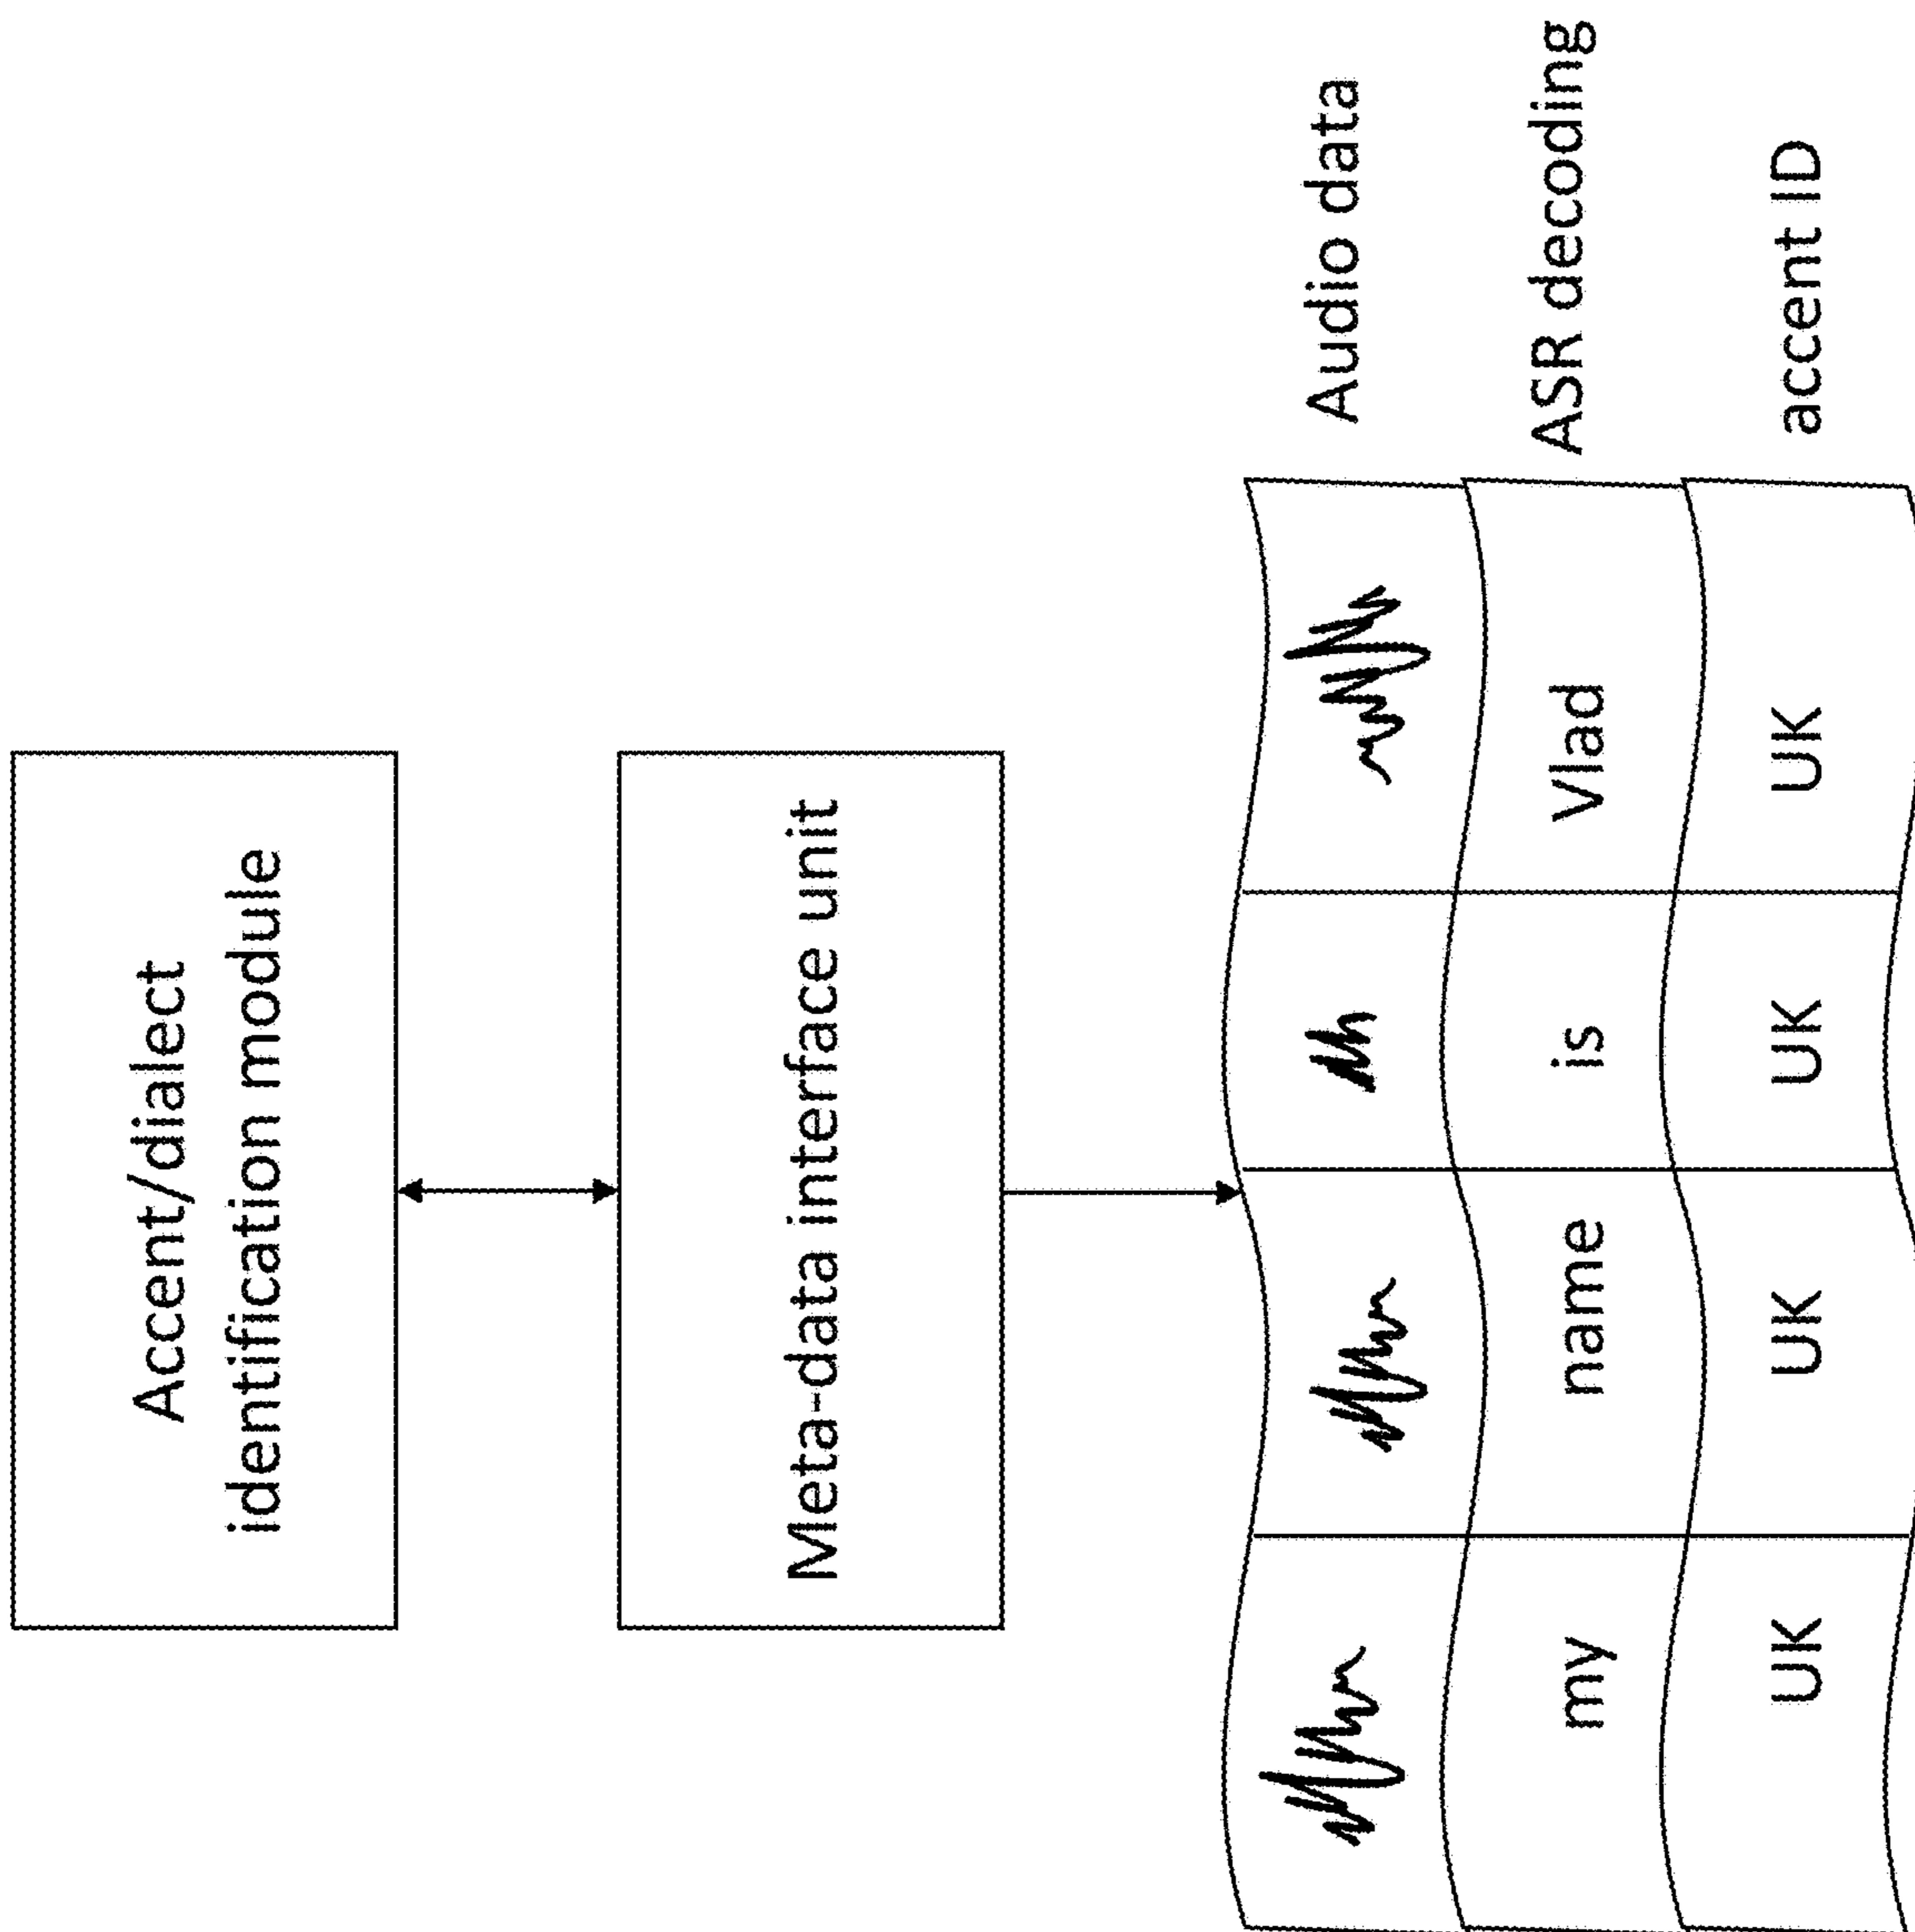 Accent/dialect
identification module
Meta-data interface unit
Audio data
my name is Vlad ASR decoding
UK UK UK UK accent ID